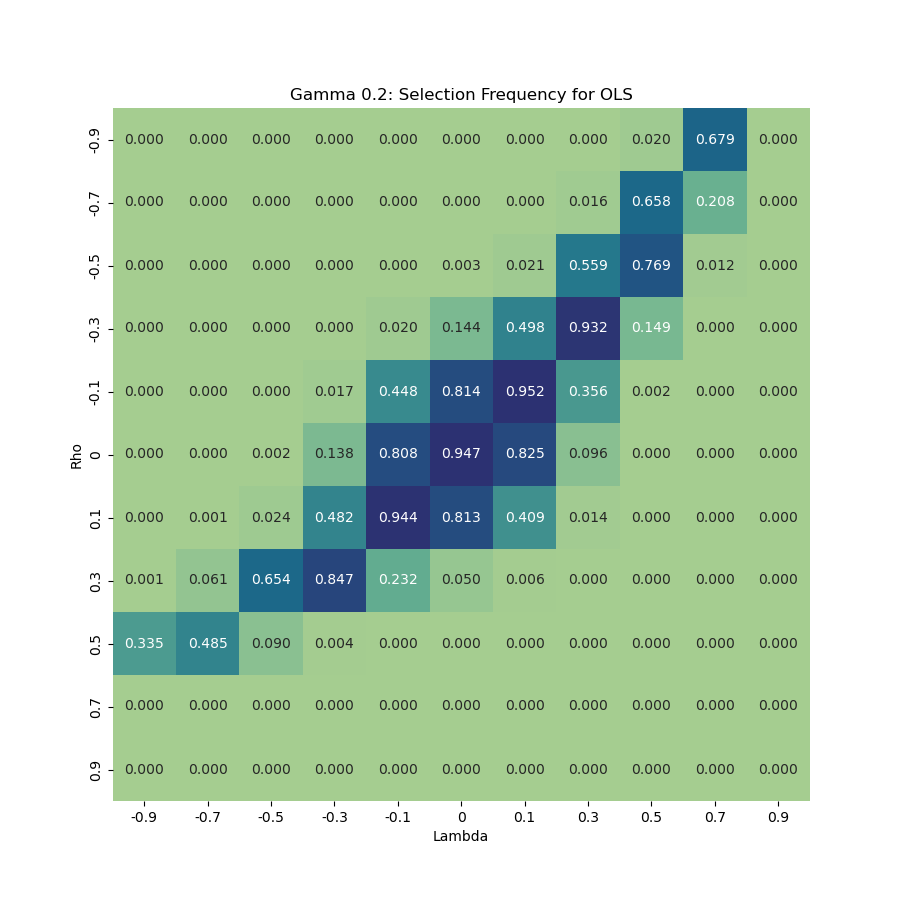 Gamma 0.2: Selection Frequency for OLS
-0.9 0.000 0.000 0.000 0.000 0.000 0.000 0.000 0.000 0.020 0.679 0.000
-0.7 0.000 0.000 0.000 0.000 0.000 0.000 0.000 0.016 0.658 0.208 0.000
-0.5 0.000 0.000 0.000 0.000 0.000 0.003 0.021 0.559 0.769 0.012 0.000
-0.3 0.000 0.000 0.000 0.000 0.020 0.144 0.498 0.932 0.149 0.000 0.000
-0.1 0.000 0.000 0.000 0.017 0.448 0.814 0.952 0.356 0.002 0.000 0.000
Rho
0 0.000 0.000 0.002 0.138 0.808 0.947 0.825 0.096 0.000 0.000 0.000
0.1 0.000 0.001 0.024 0.482 0.944 0.813 0.409 0.014 0.000 0.000 0.000
0.3 0.001 0.061 0.654 0.847 0.232 0.050 0.006 0.000 0.000 0.000 0.000
0.5 0.335 0.485 0.090 0.004 0.000 0.000 0.000 0.000 0.000 0.000 0.000
0.7 0.000 0.000 0.000 0.000 0.000 0.000 0.000 0.000 0.000 0.000 0.000
0.9 0.000 0.000 0.000 0.000 0.000 0.000 0.000 0.000 0.000 0.000 0.000
-0.9 -0.7 -0.5 -0.3 -0.1 0 0.1 0.3 0.5 0.7 0.9
Lambda